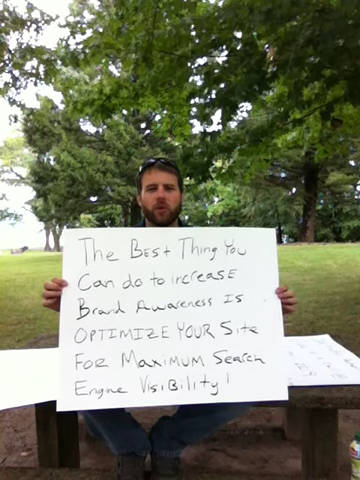 The Best Thing You
Can do to increase
Brand Awareness Is
OPTIMIZE YOUR Site
FOR Maximum Search
Engine Visibility!